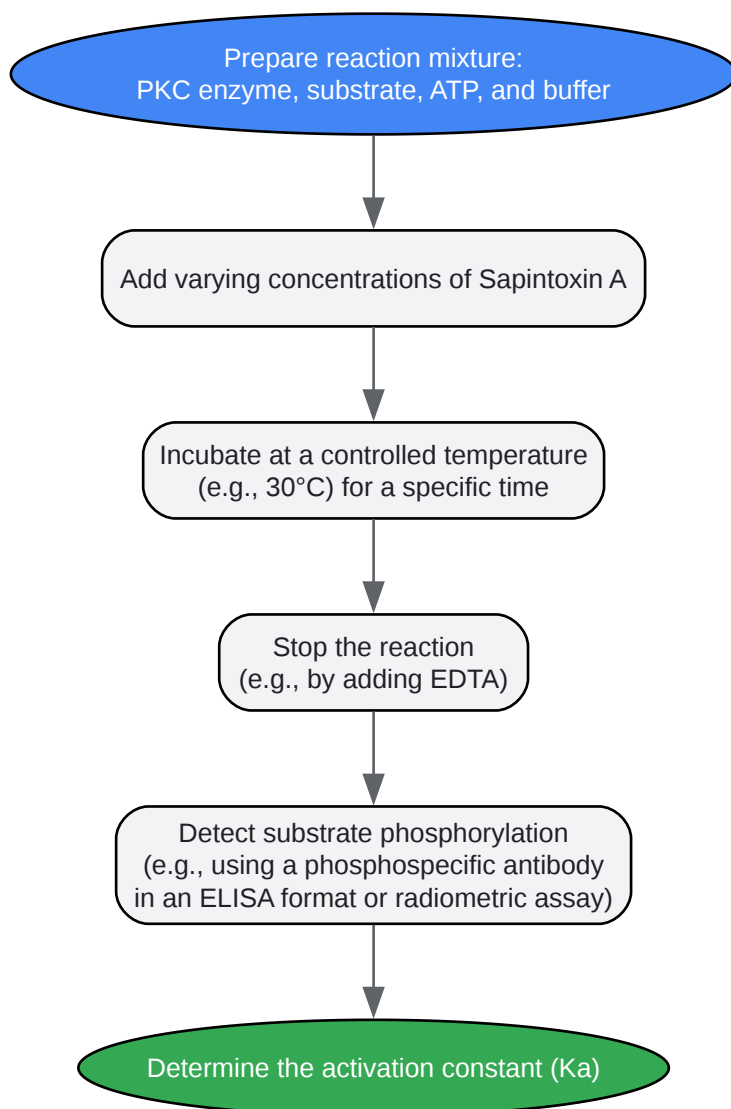 Prepare reaction mixture:
PKC enzyme, substrate, ATP, and buffer
Add varying concentrations of Sapintoxin A
Incubate at a controlled temperature
(e.g., 30°C) for a specific time
Stop the reaction
(e.g., by adding EDTA)
Detect substrate phosphorylation
(e.g., using a phosphospecific antibody
in an ELISA format or radiometric assay)
Determine the activation constant (Ka)